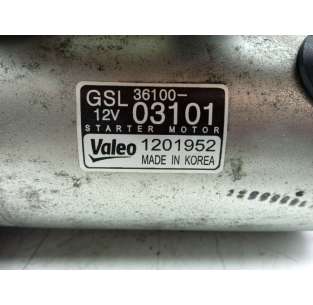 GSL 36100-
12V 03101
STARTER MOTOR
Valeo 1201952
MADE IN KOREA